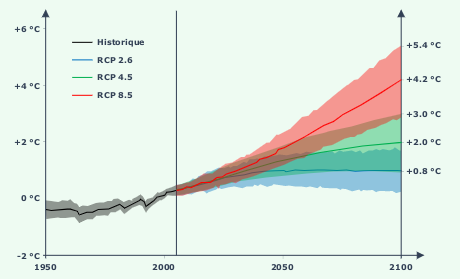 +6 °C
+4 °C
+2 °C
0 °C
-2 °C
Historique
RCP 2.6
RCP 4.5
RCP 8.5
+5.4 °C
+4.2 °C
+3.0 °C
+2.0 °C
+0.8 °C
1950
2000
2050
2100